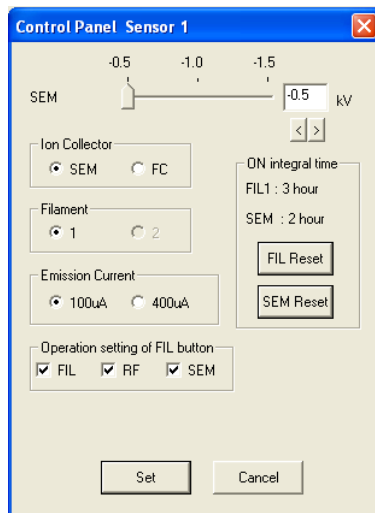 Control Panel Sensor 1
-0.5 -1.0 -1.5
SEM -0.5 kV
< >
Ion Collector
SEM FC
ON integral time
FIL1 : 3 hour
SEM : 2 hour
FIL Reset
SEM Reset
Filament
1 2
Emission Current
100uA 400uA
Operation setting of FIL button
FIL RF SEM
Set Cancel